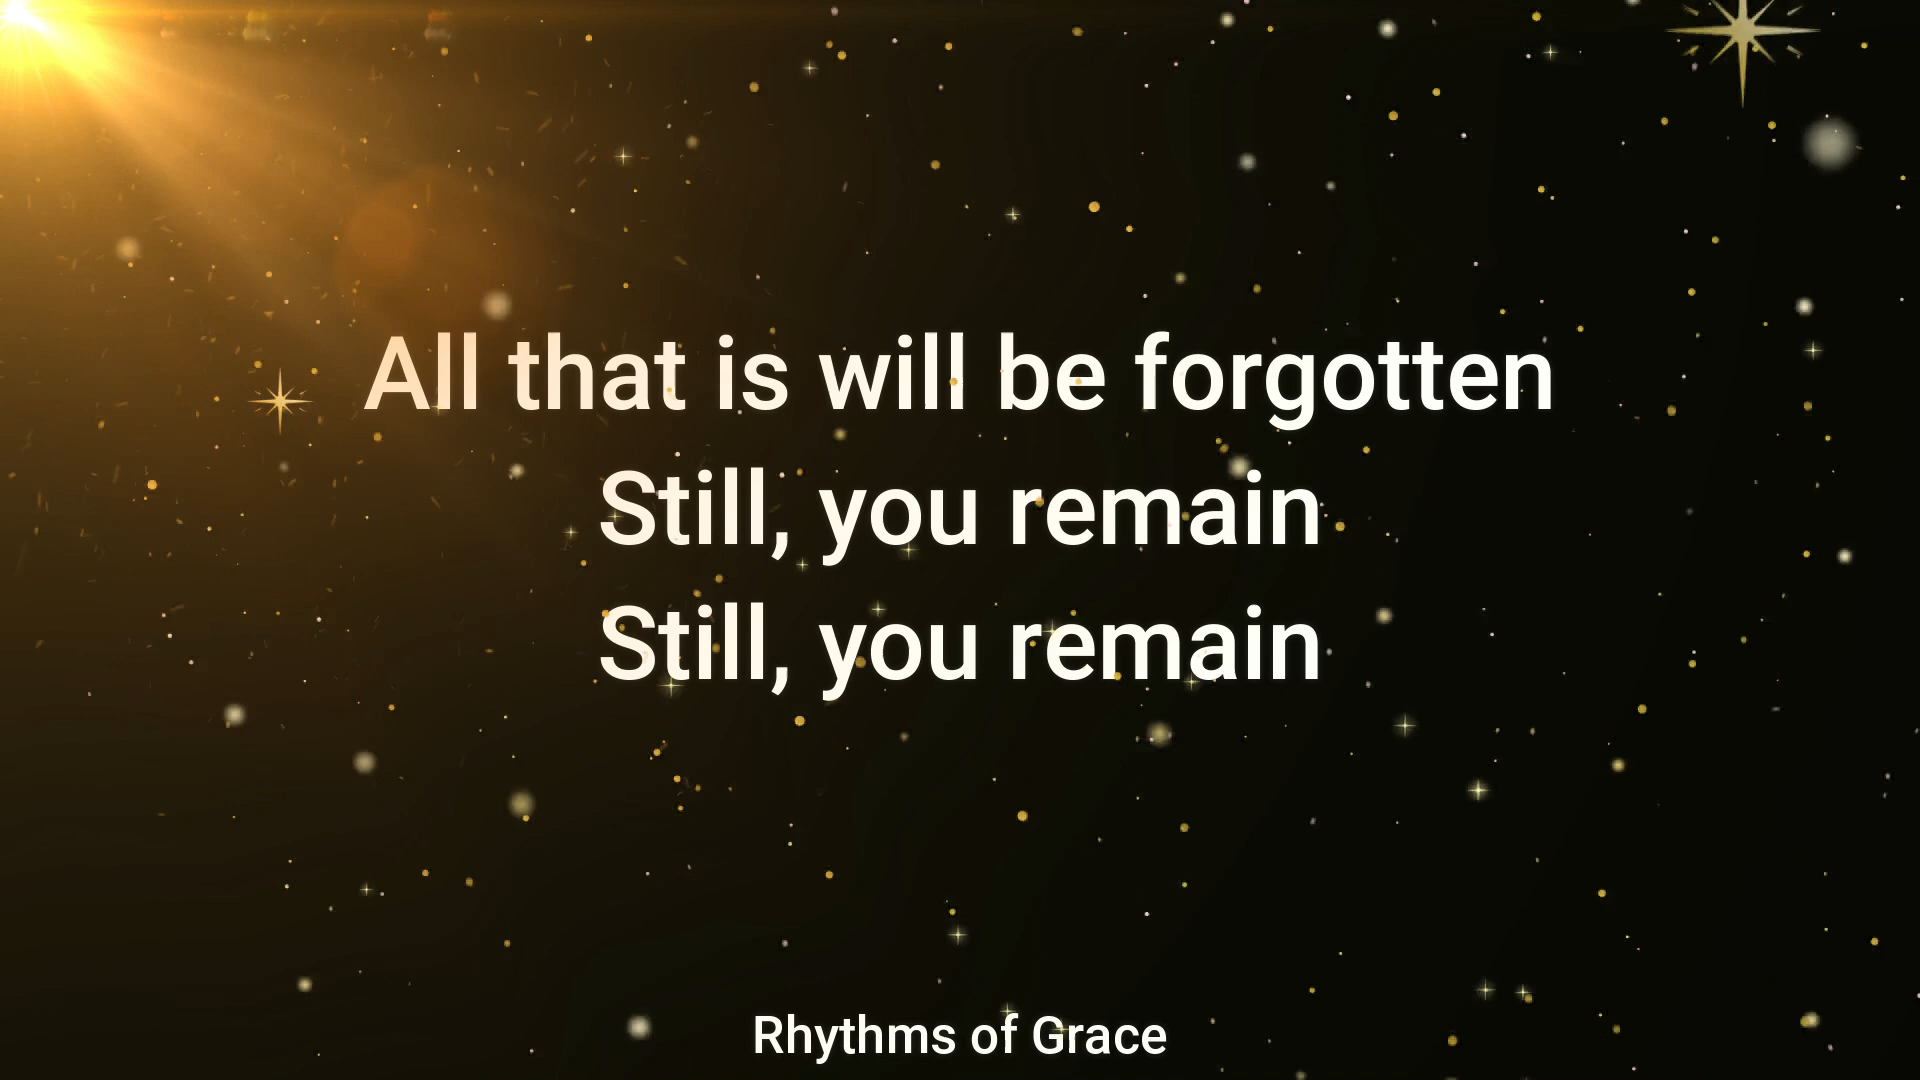 All that is will be forgotten
Still, you remain
Still, you remain
Rhythms of Grace